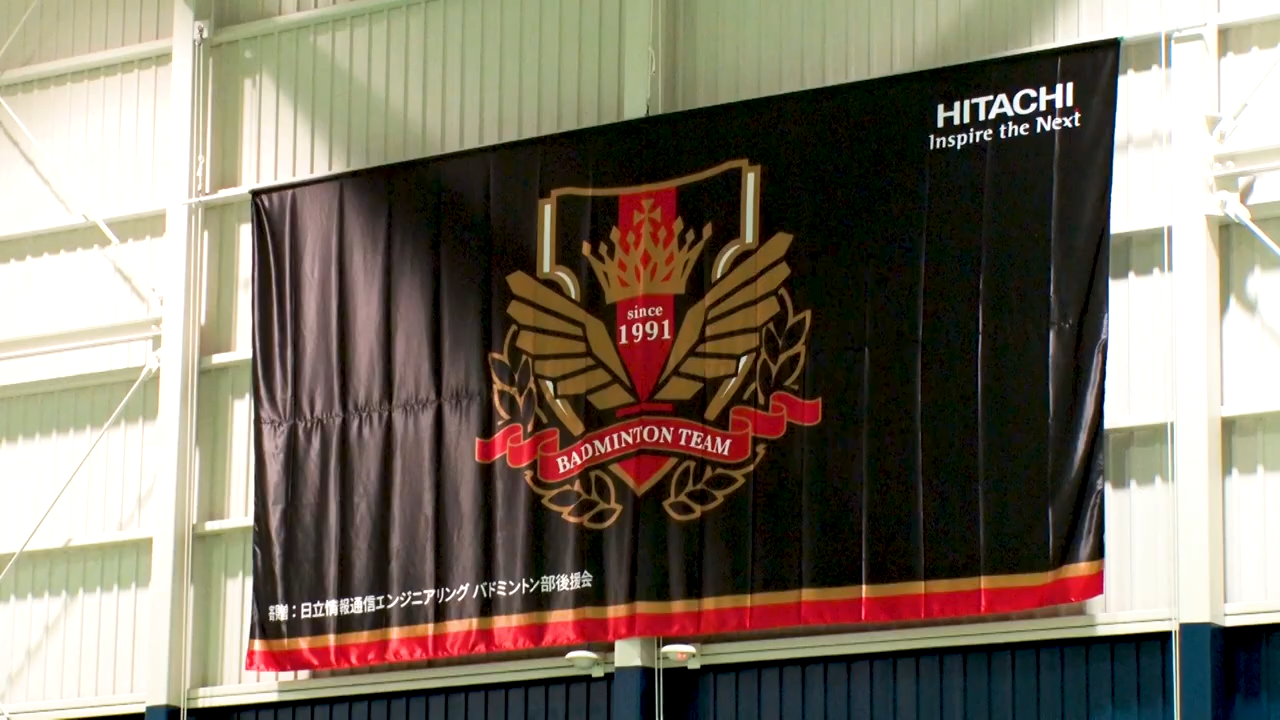 HITACHI
Inspire the Next
since
1991
BADMINTON TEAM
寄贈：日立情報通信エンジニアリング バドミントン部後援会